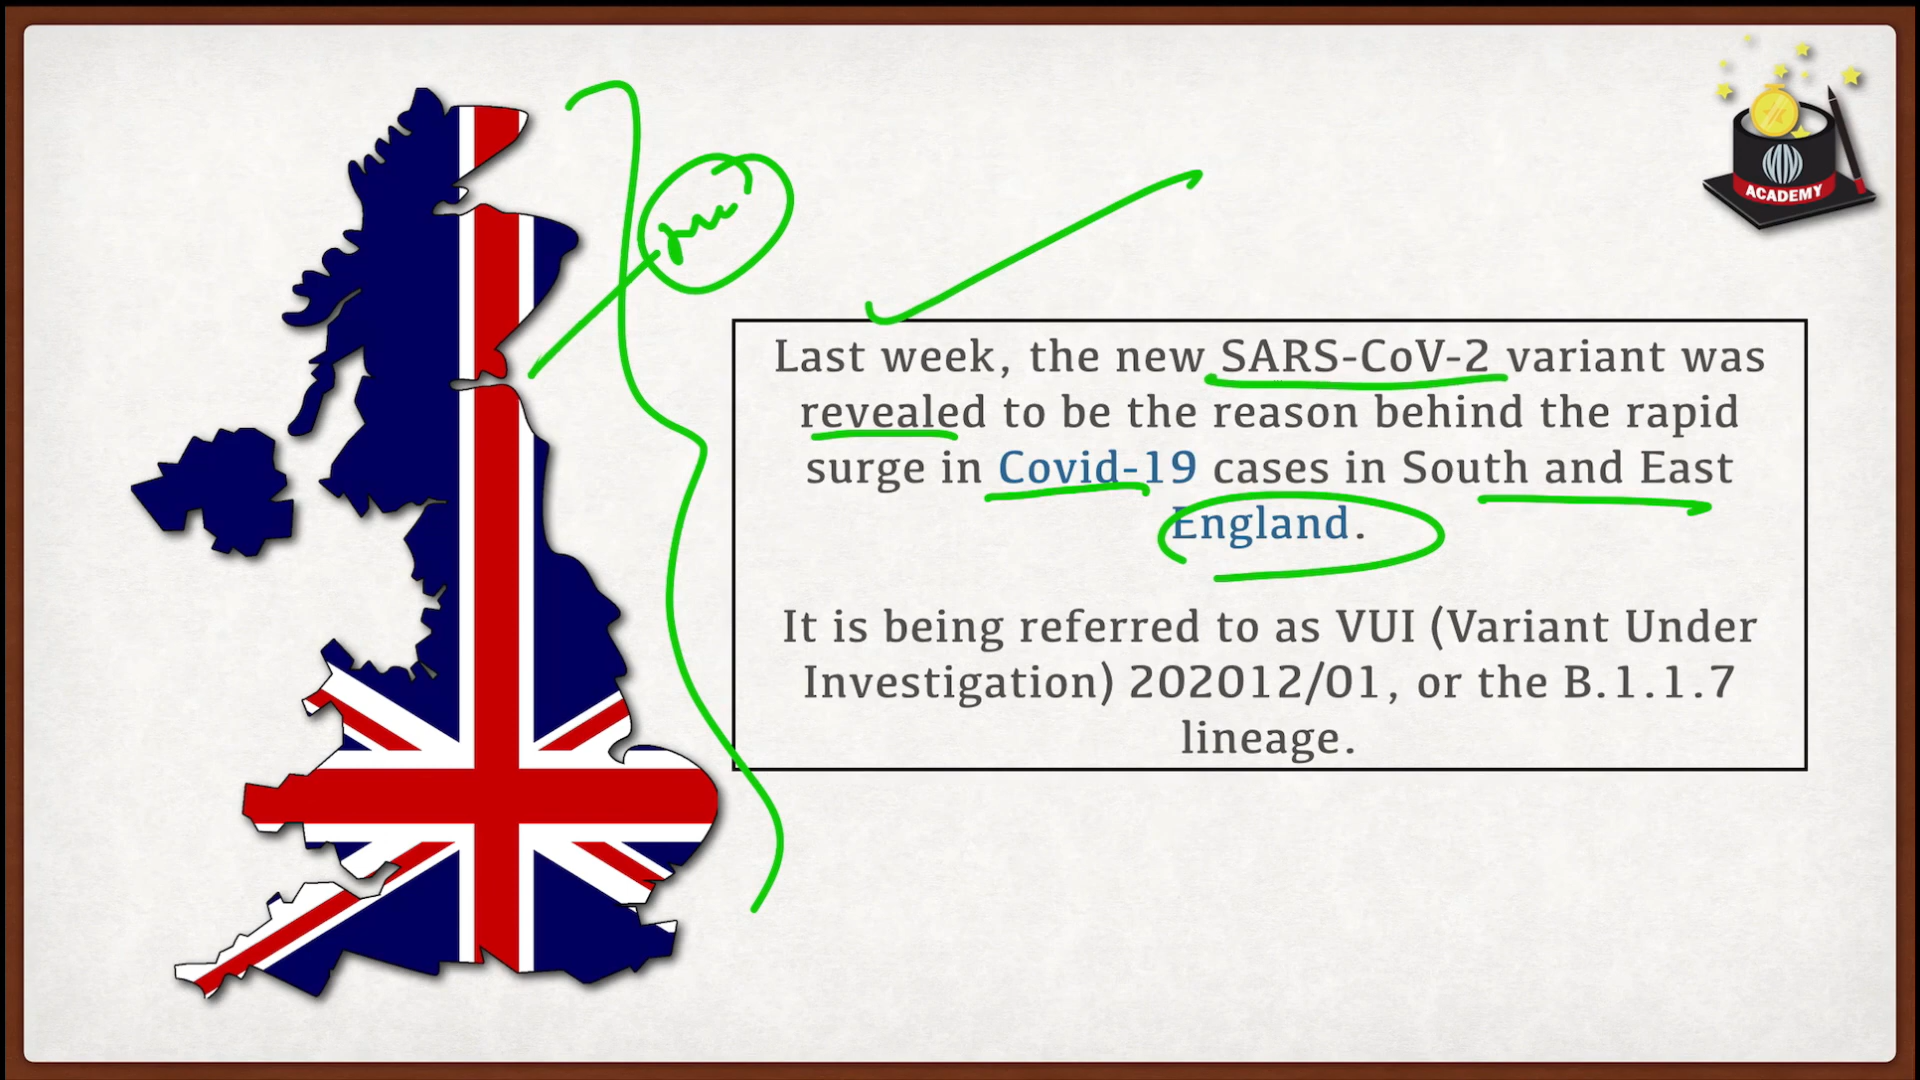 MN
ACADEMY
Last week, the new SARS-CoV-2 variant was
revealed to be the reason behind the rapid
surge in Covid-19 cases in South and East
England.
It is being referred to as VUI (Variant Under
Investigation) 202012/01, or the B.1.1.7
lineage.